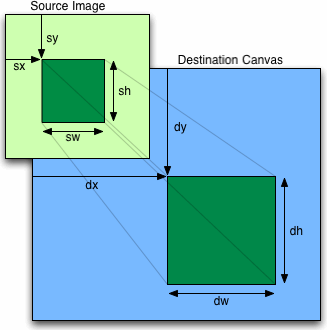 Source Image
sy
sx
sh
sw
Destination Canvas
dy
dx
dh
dw